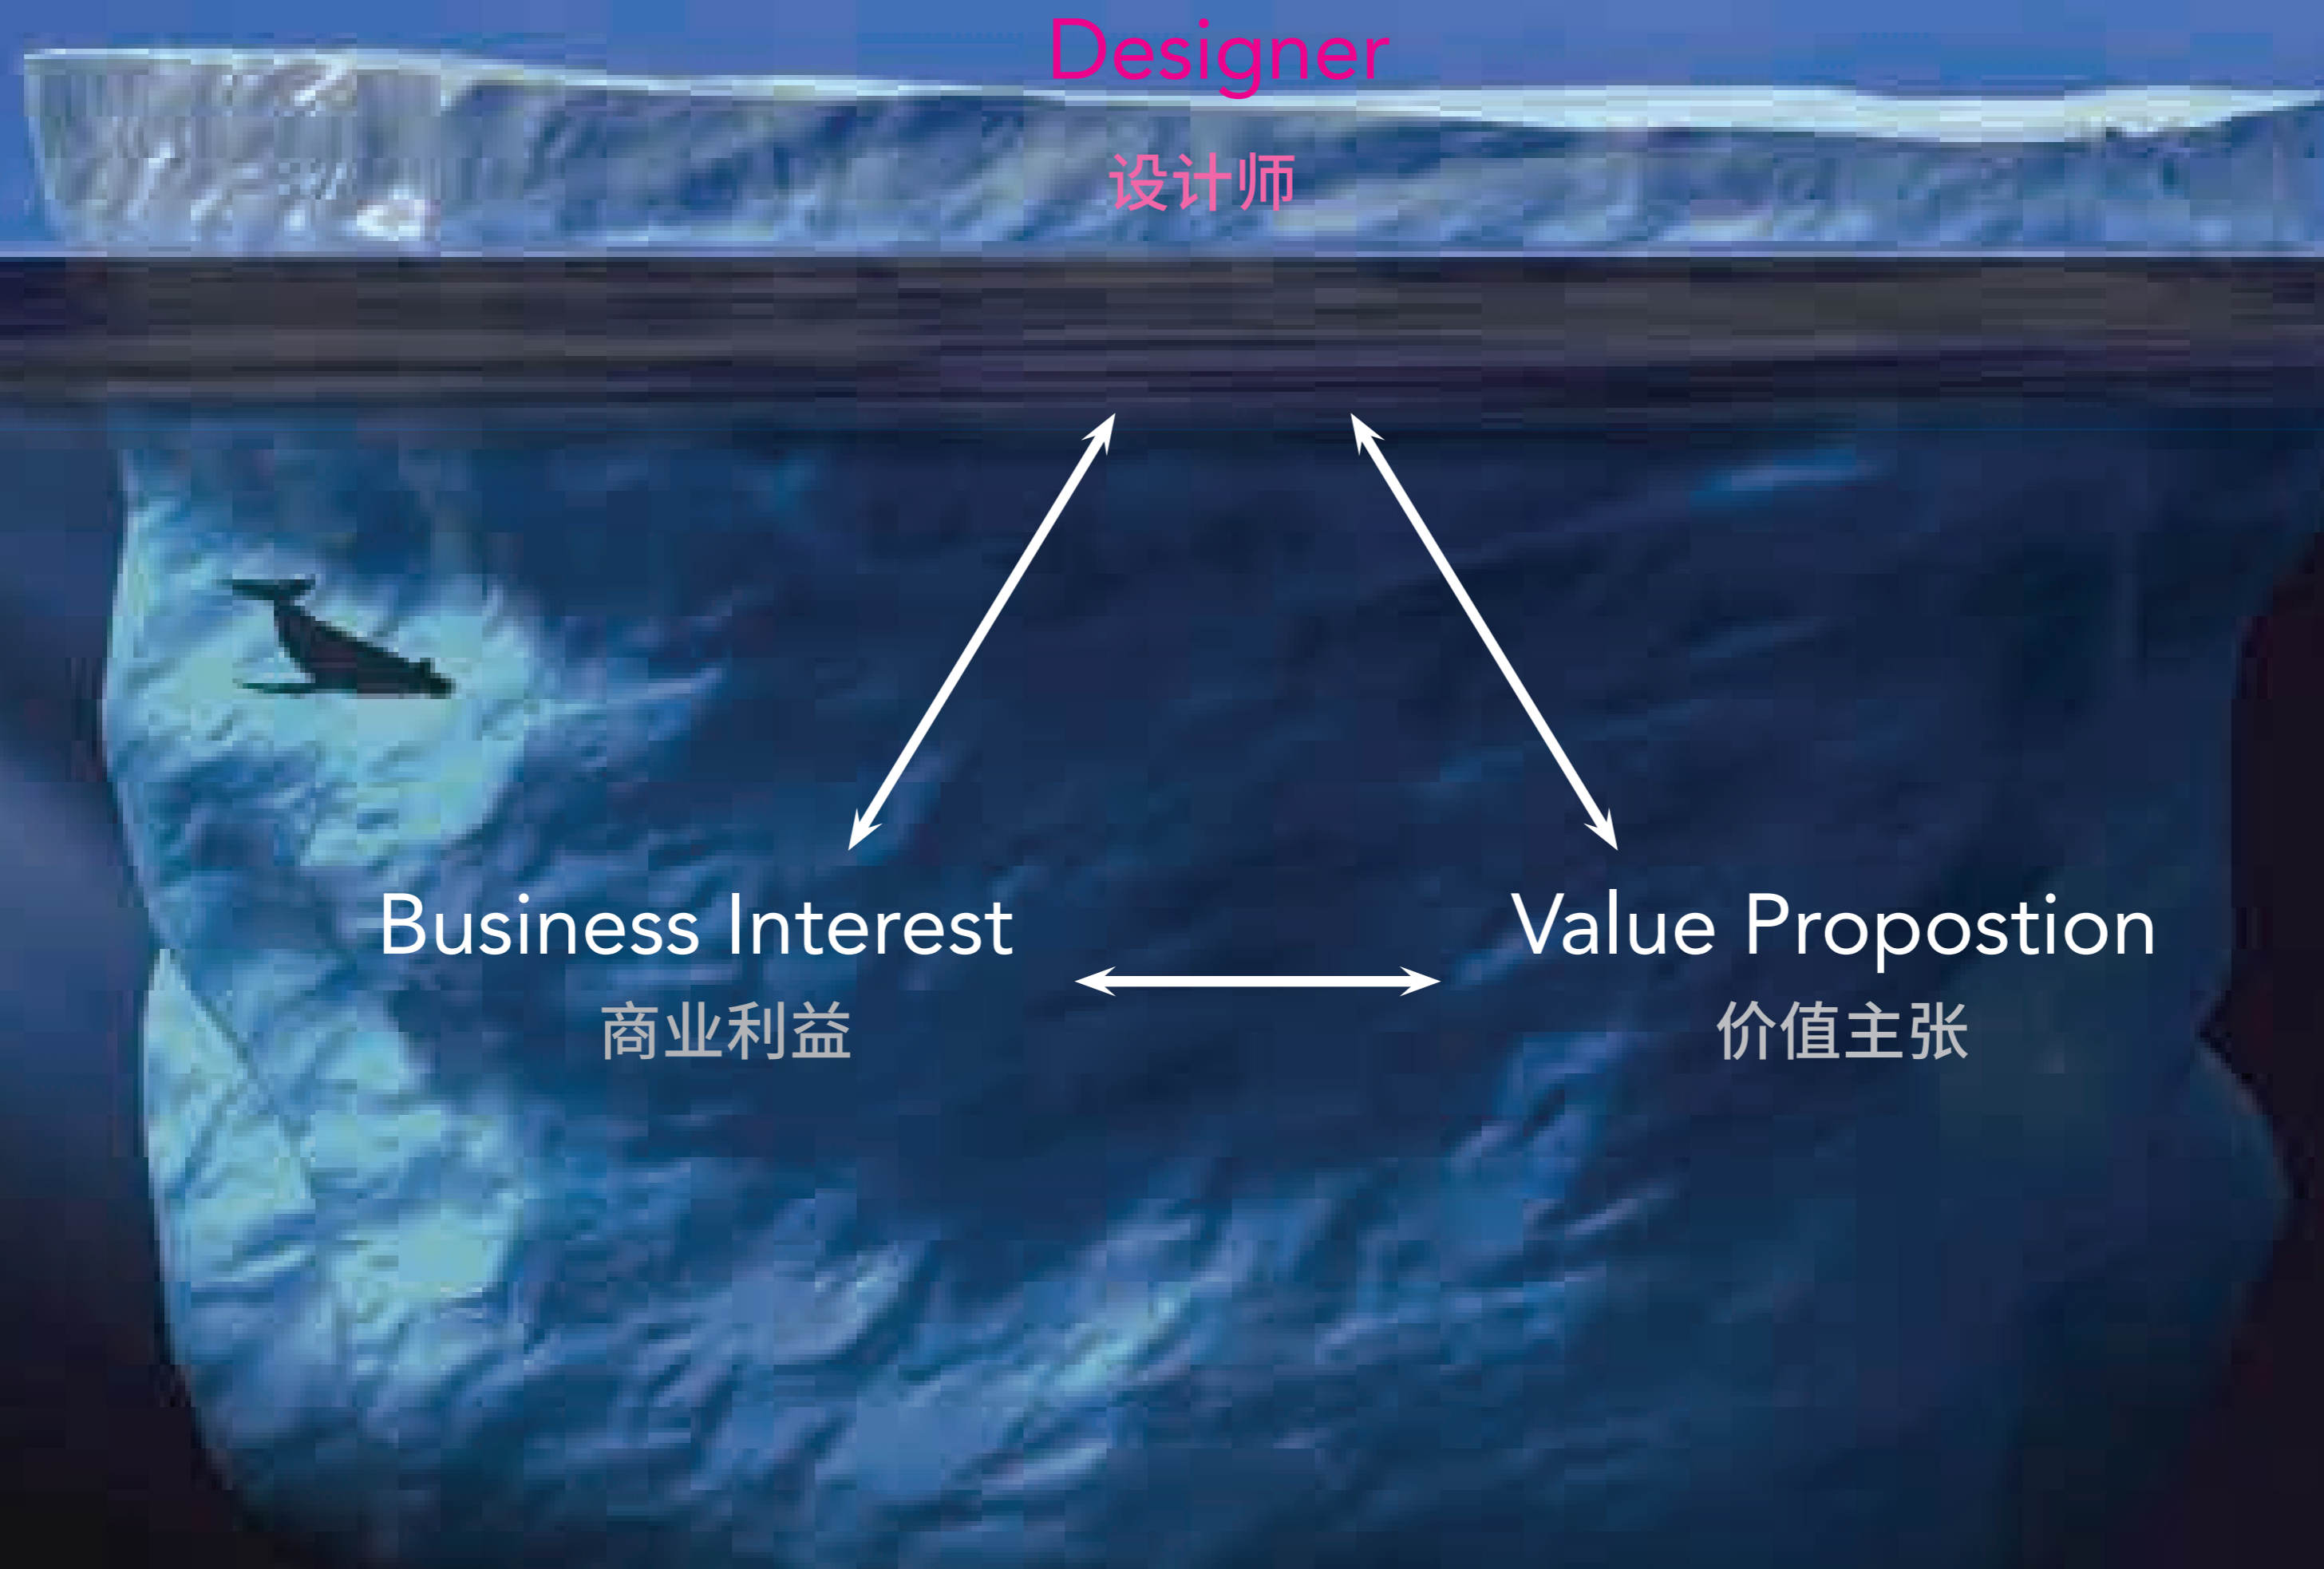 Designer
设计师
Business Interest
商业利益
Value Propostion
价值主张